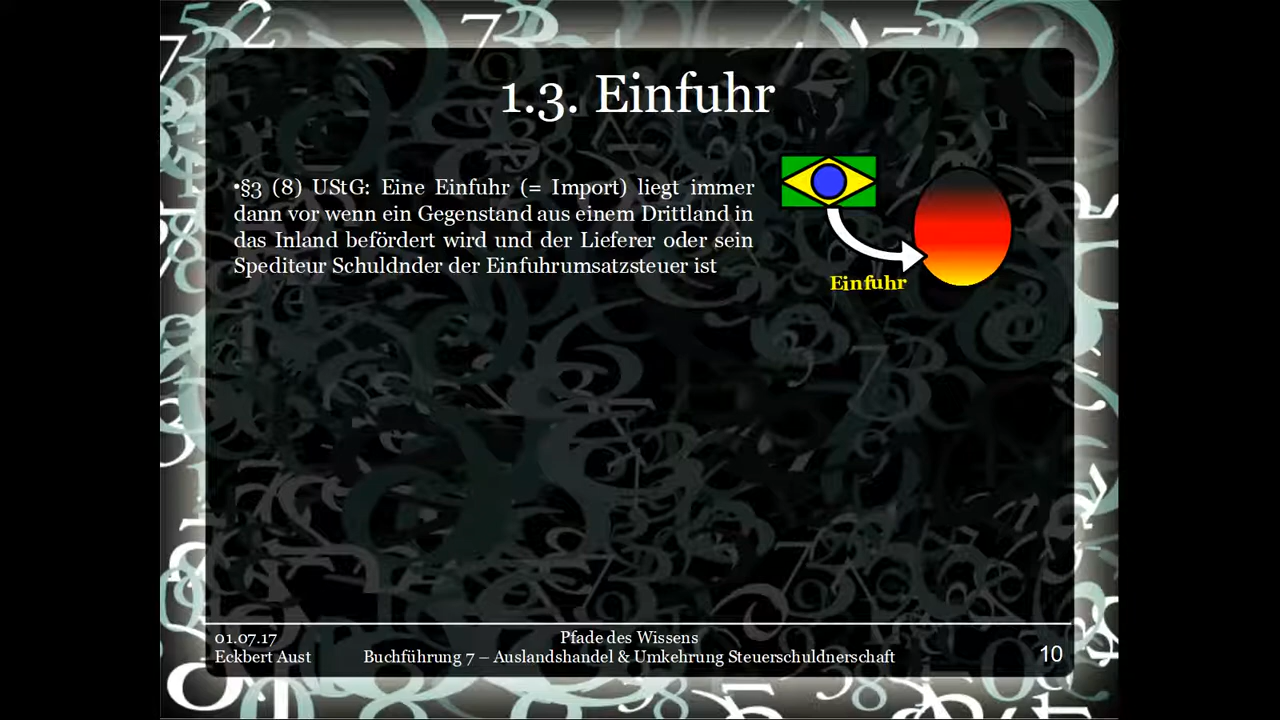 1.3. Einfuhr
•§3 (8) UStG: Eine Einfuhr (= Import) liegt immer
dann vor wenn ein Gegenstand aus einem Drittland in
das Inland befördert wird und der Lieferer oder sein
Spediteur Schuldnder der Einfuhrumsatzsteuer ist
Einfuhr
01.07.17
Eckbert Aust
Pfade des Wissens
Buchführung 7 – Auslandshandel & Umkehrung Steuerschuldnerschaft
10